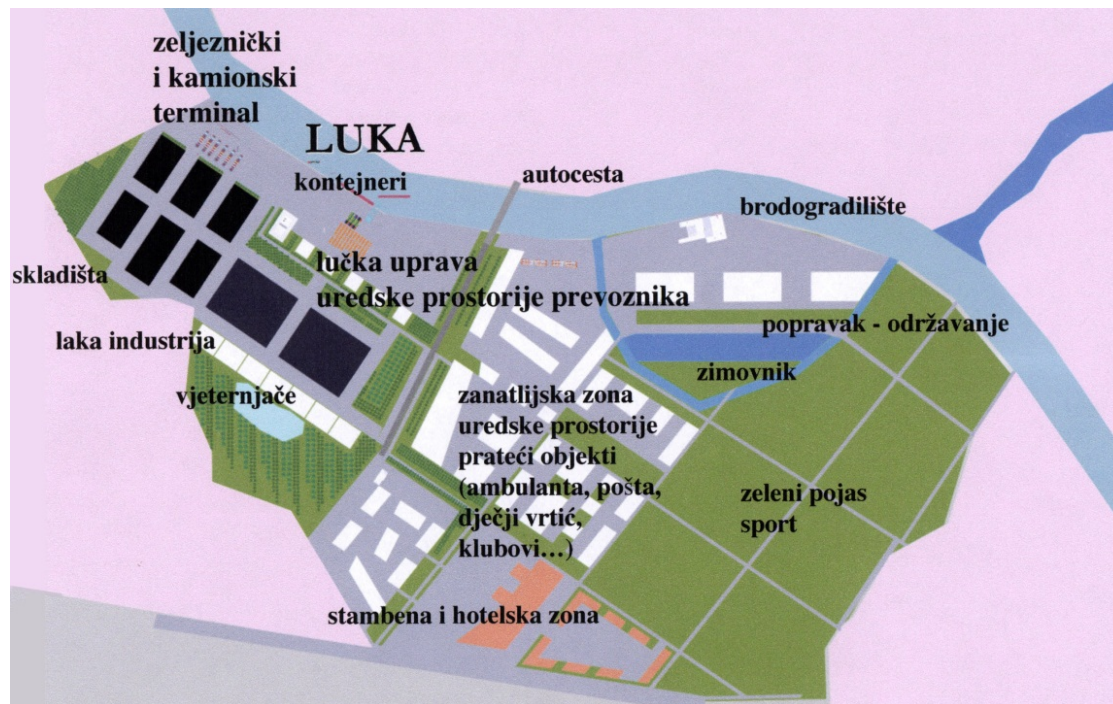 zeljeznički
i kamionski
terminal
LUKA
kontejneri
autocesta
brodogradilište
skladišta
lučka uprava
uredske prostorije prevoznika
laka industrija
popravak - održavanje
vjeternjače
zimovnik
zanatlijska zona
uredske prostorije
prateći objekti
(ambulanta, pošta,
dječji vrtić,
klubovi...)
zeleni pojas
sport
stambena i hotelska zona